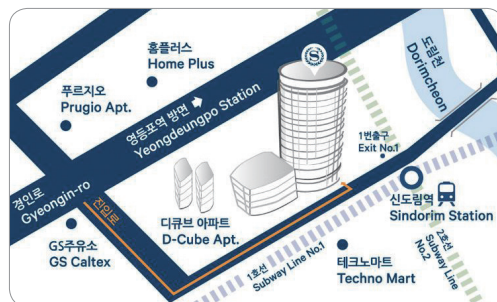 홈플러스
Home Plus
푸르지오
Prugio Apt.
도림천
Dorimcheon
영등포역 방면
Yeongdeungpo Station
S
1번출구
Exit No.1
경인로
Gyeongin-ro
진입로
디큐브 아파트
D-Cube Apt.
신도림역
Sindorim Station
GS주유소
GS Caltex
1호선
Subway Line No.1
테크노마트
Techno Mart
2호선
Subway Line
No.2